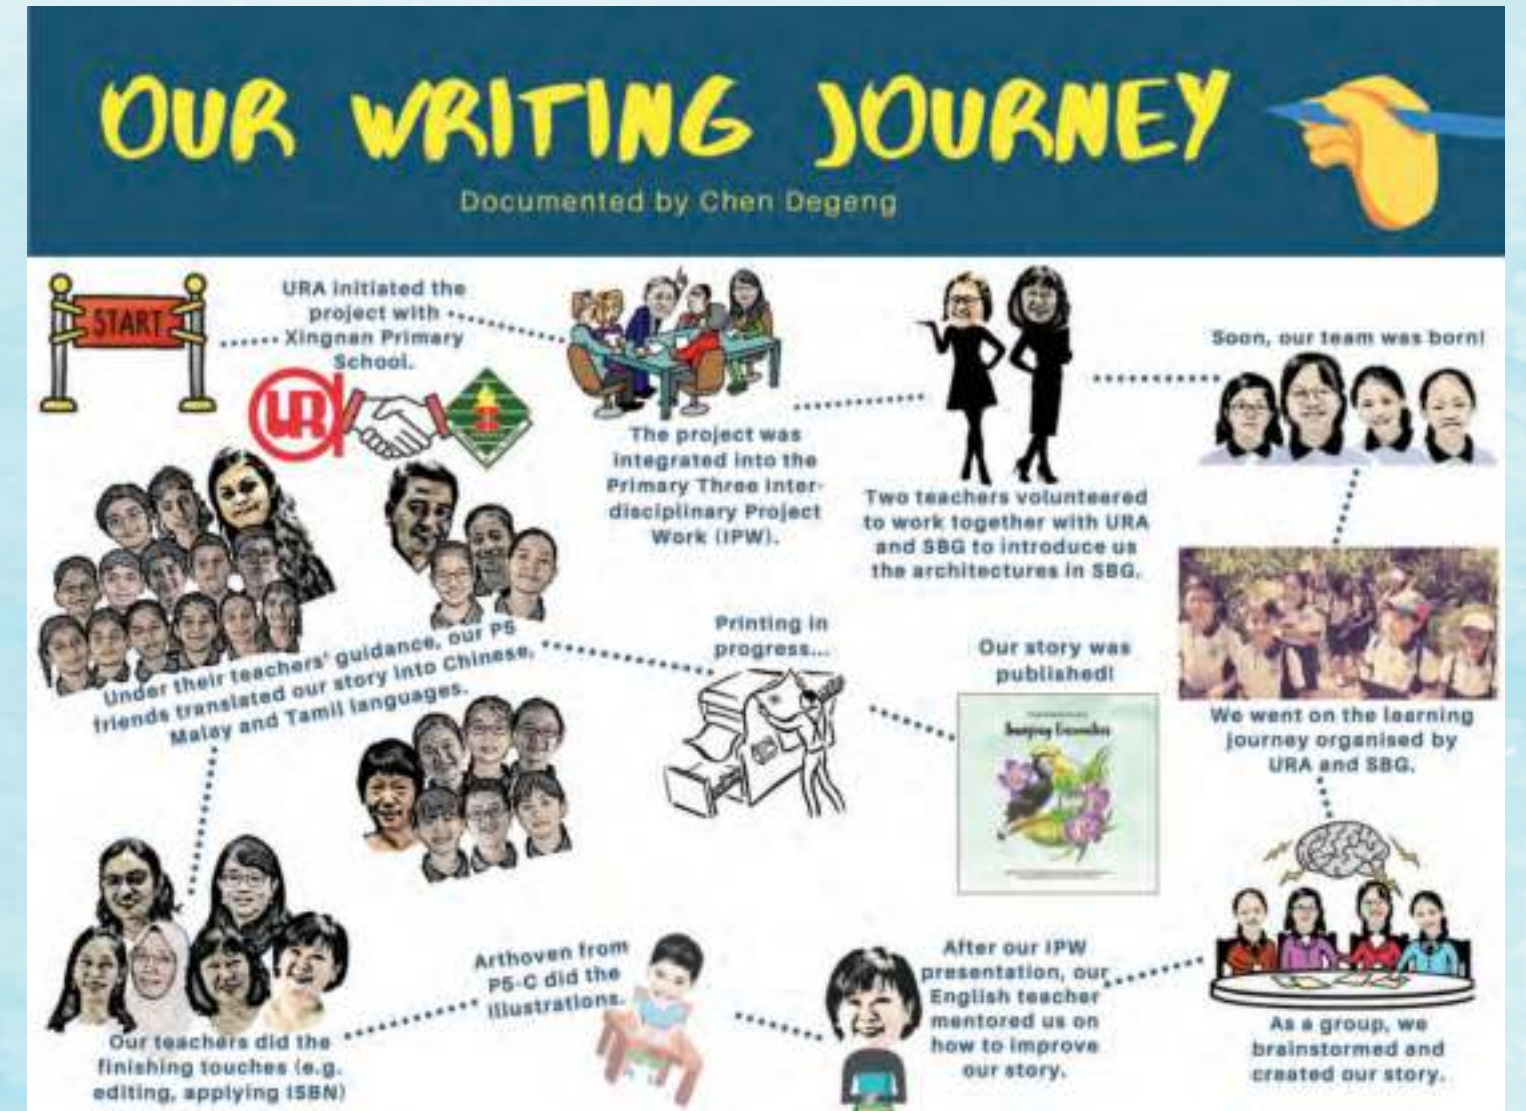 OUR WRITING JOURNEY
Documented by Chen Degeng
START
URA initiated the
project with
Xingnan Primary
School.
UR
The project was
integrated into the
Primary Three Inter-
disciplinary Project
Work (IPW).
Two teachers volunteered
to work together with URA
and SBG to introduce us
the architectures in SBG.
Soon, our team was born!
We went on the learning
journey organised by
URA and SBG.
As a group, we
brainstormed and
created our story.
After our IPW
presentation, our
English teacher
mentored us on
how to improve
our story.
Arthoven from
P5-C did the
illustrations.
Our teachers did the
finishing touches (e.g.
editing, applying ISBN)
Under their teachers' guidance, our P5
friends translated our story into Chinese,
Malay and Tamil languages.
Printing in
progress...
Our story was
published!